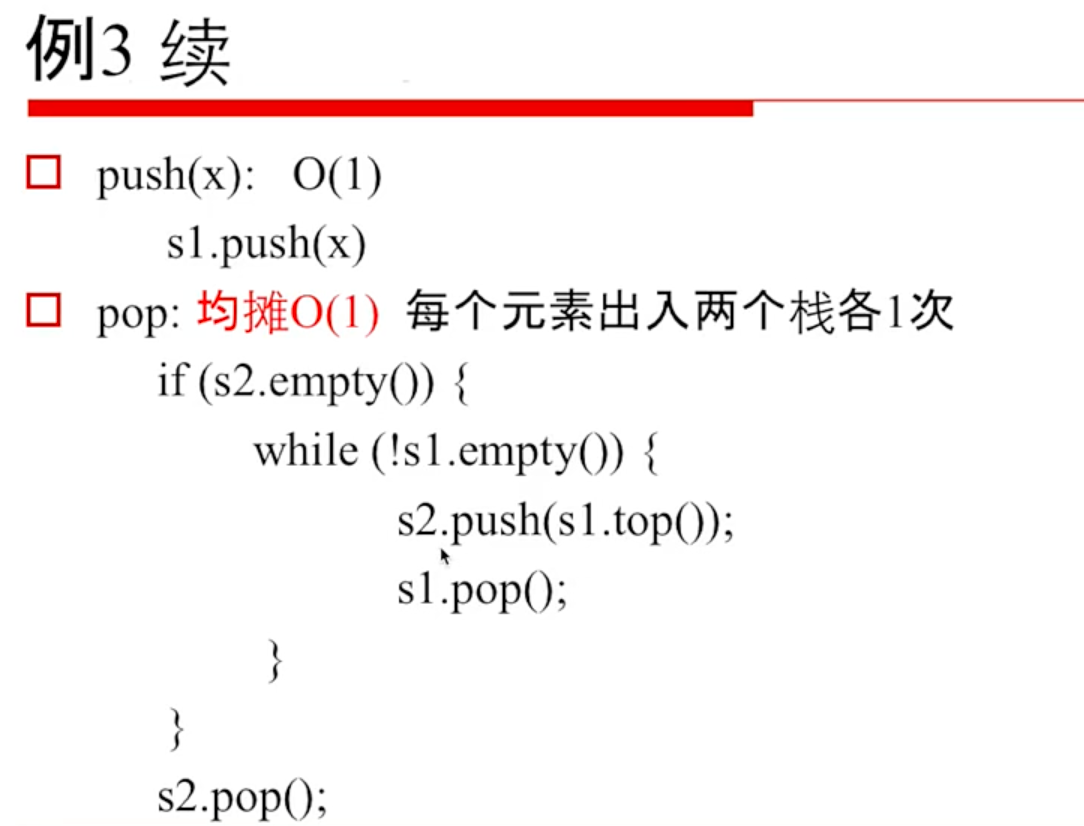 例3 续
push(x): O(1)
s1.push(x)
pop: 均摊O(1) 每个元素出入两个栈各1次
if (s2.empty()) {
while (!s1.empty()) {
s2.push(s1.top());
s1.pop();
}
}
s2.pop();